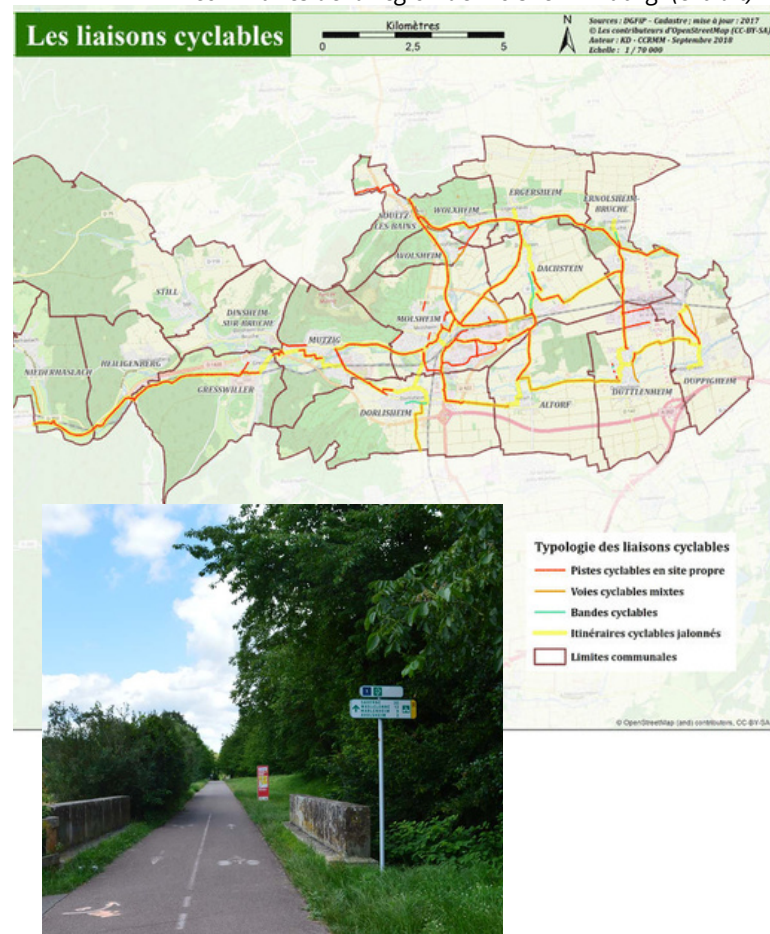 Les liaisons cyclables
Kilomètres
0 2,5 5
N
Sources : DGFiP - Cadastre ; mise à jour : 2017
© Les contributeurs d'OpenStreetMap (CC-BY-SA)
Auteur : KD - CCRMM - Septembre 2018
Echelle : 1 / 70 000
ERGERSHEIM
ERNOLSHEIM-
BRUCHE
WOLXHEIM
SOULTZ
LES BAINS
AVOLSHEIM
DACHSTEIN
STILL
DINSHEIM-
SUR-BRUCHE
MOLSHEIM
MUTZIG
HEILIGENBERG
NIEDERHASLACH
GRESSWILLER
DUPPIGHEIM
DUTTLENHEIM
ALTORF
DORLISHEIM
Typologie des liaisons cyclables
Pistes cyclables en site propre
Voies cyclables mixtes
Bandes cyclables
Itinéraires cyclables jalonnés
Limites communales
© OpenStreetMap (and) contributors, CC-BY-SA